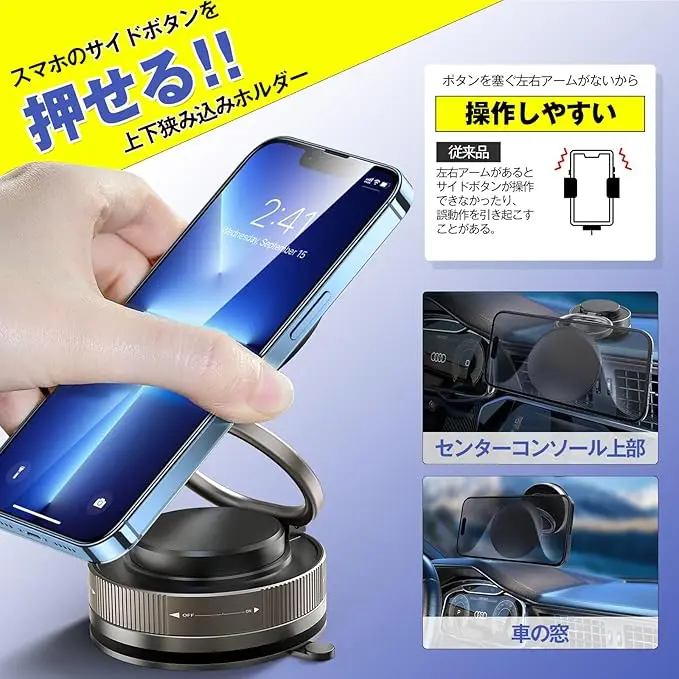 スマホのサイドボタンを
押せる!!
上下狭み込みホルダー
ボタンを塞ぐ左右アームがないから
操作しやすい
従来品
左右アームがあると
サイドボタンが操作
できなかったり、
誤動作を引き起こす
ことがある。
2:41
Wednesday, September 15
OFF
ON
センターコンソール上部
車の窓